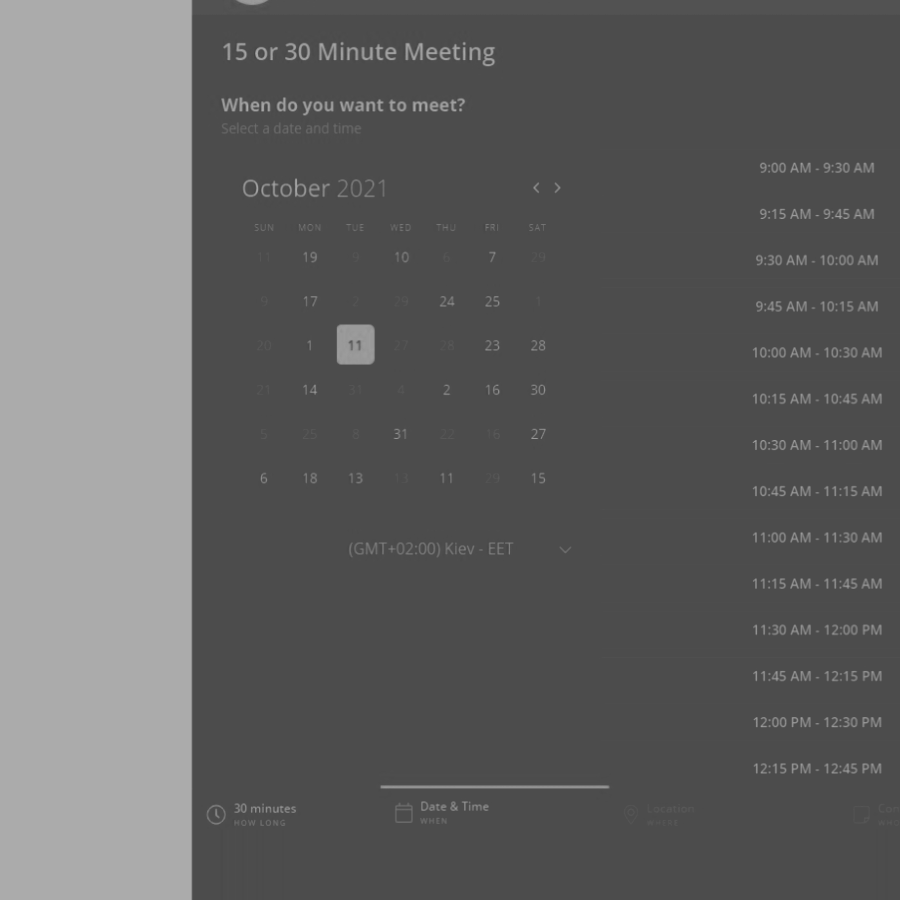 15 or 30 Minute Meeting
When do you want to meet?
Select a date and time
October 2021
SUN MON TUE WED THU FRI SAT
11 19 9 10 6 7 29
9 17 2 29 24 25 1
20 1 11 27 28 23 28
21 14 31 4 2 16 30
5 25 8 31 22 16 27
6 18 13 13 11 29 15
(GMT+02:00) Kiev - EET
9:00 AM - 9:30 AM
9:15 AM - 9:45 AM
9:30 AM - 10:00 AM
9:45 AM - 10:15 AM
10:00 AM - 10:30 AM
10:15 AM - 10:45 AM
10:30 AM - 11:00 AM
10:45 AM - 11:15 AM
11:00 AM - 11:30 AM
11:15 AM - 11:45 AM
11:30 AM - 12:00 PM
11:45 AM - 12:15 PM
12:00 PM - 12:30 PM
12:15 PM - 12:45 PM
30 minutes
HOW LONG
Date & Time
WHEN
Location
WHERE